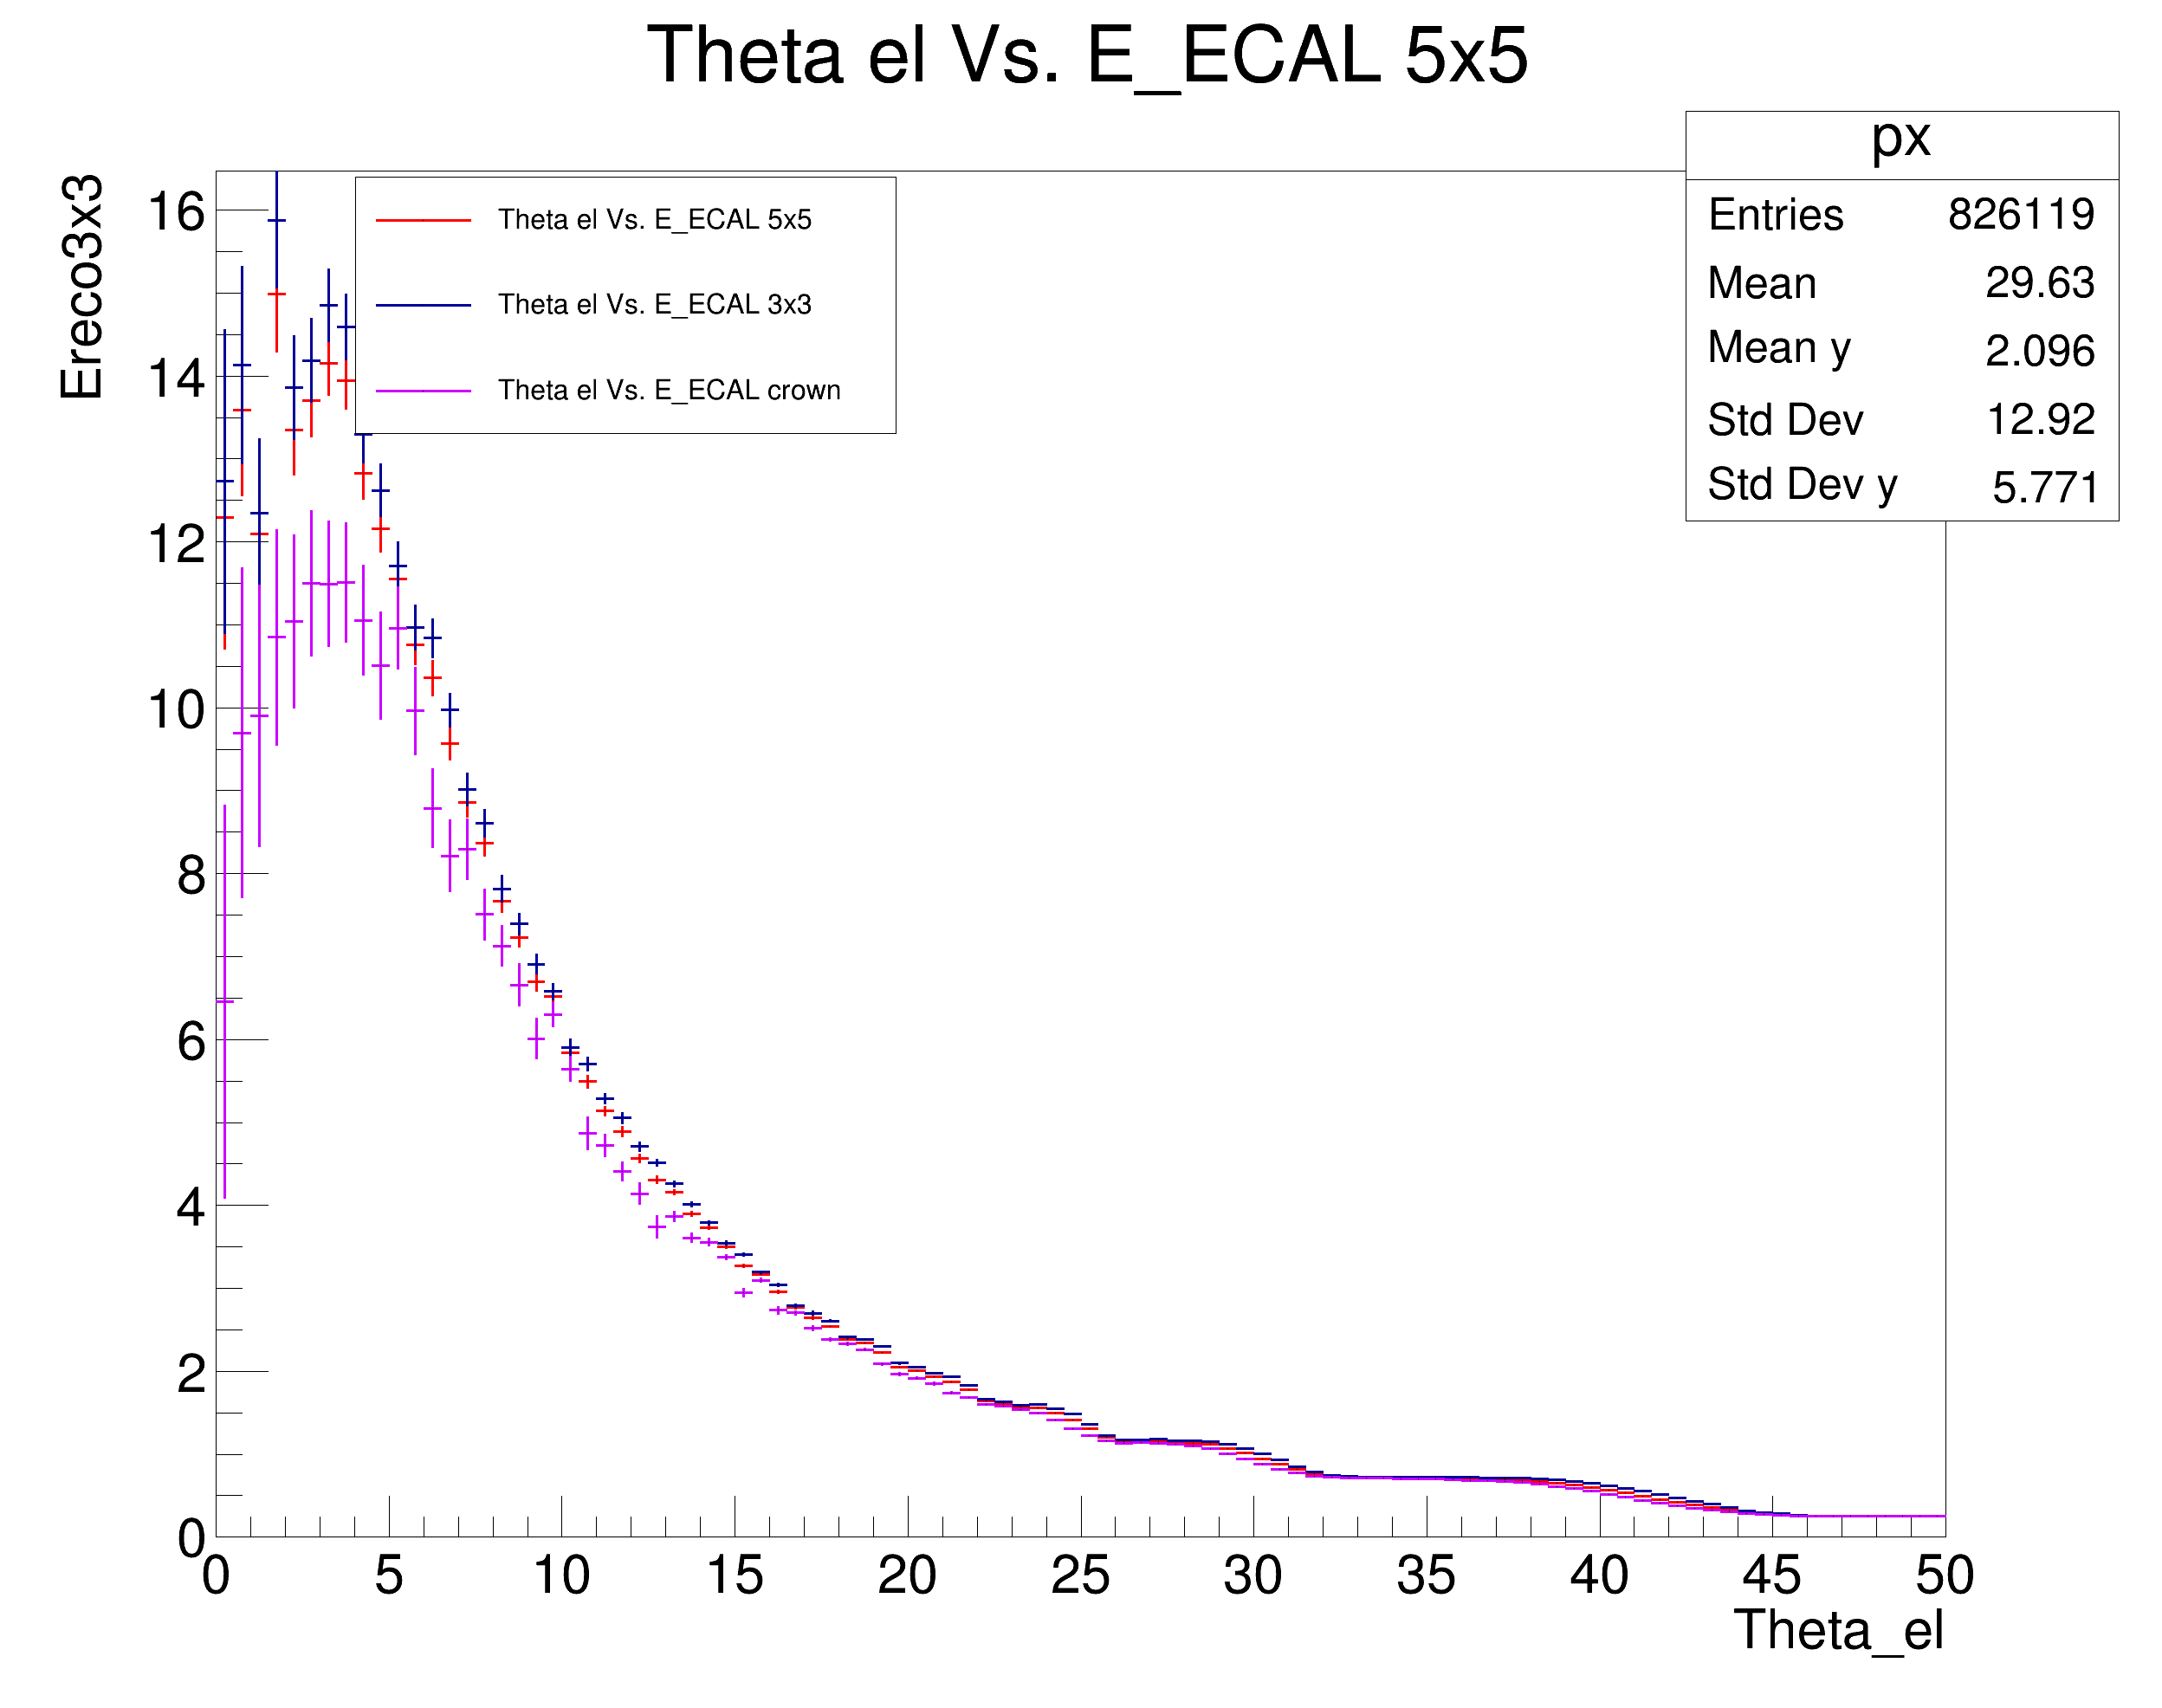 Theta el Vs. E_ECAL 5x5
px
Entries 826119
Mean 29.63
Mean y 2.096
Std Dev 12.92
Std Dev y 5.771
Ereco3x3
Theta el Vs. E_ECAL 5x5
Theta el Vs. E_ECAL 3x3
Theta el Vs. E_ECAL crown
16
14
12
10
8
6
4
2
0
0 5 10 15 20 25 30 35 40 45 50
Theta_el